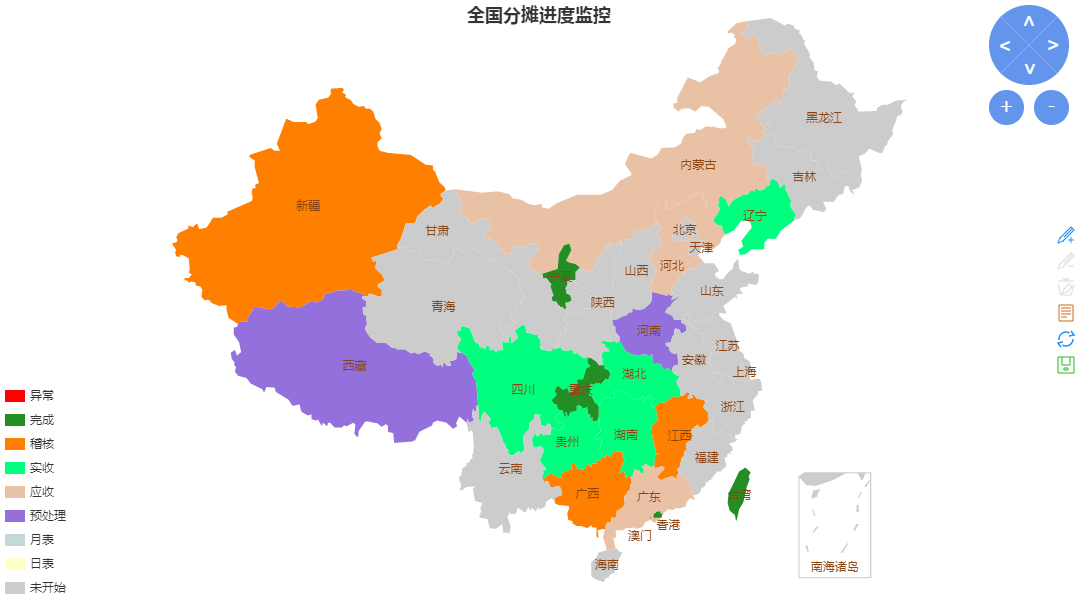 全国分摊进度监控
黑龙江
内蒙古
吉林
新疆
辽宁
甘肃
北京
天津
宁夏
山西
河北
青海
陕西
山东
河南
江苏
西藏
安徽
上海
四川
重庆
湖北
浙江
贵州
湖南
江西
云南
福建
广西
广东
台湾
香港
澳门
海南
南海诸岛
异常
完成
稽核
实收
应收
预处理
月表
日表
未开始
+
-